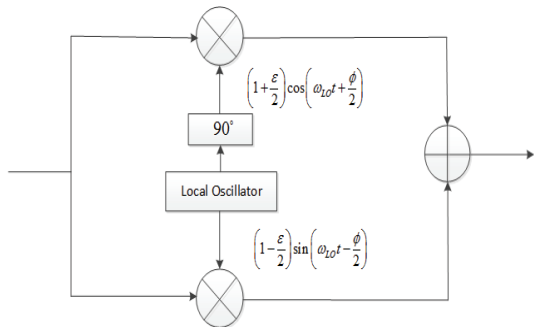 (1+ε/2)cos(ω_LO t+ϕ/2)
90°
Local Oscillator
(1−ε/2)sin(ω_LO t−ϕ/2)